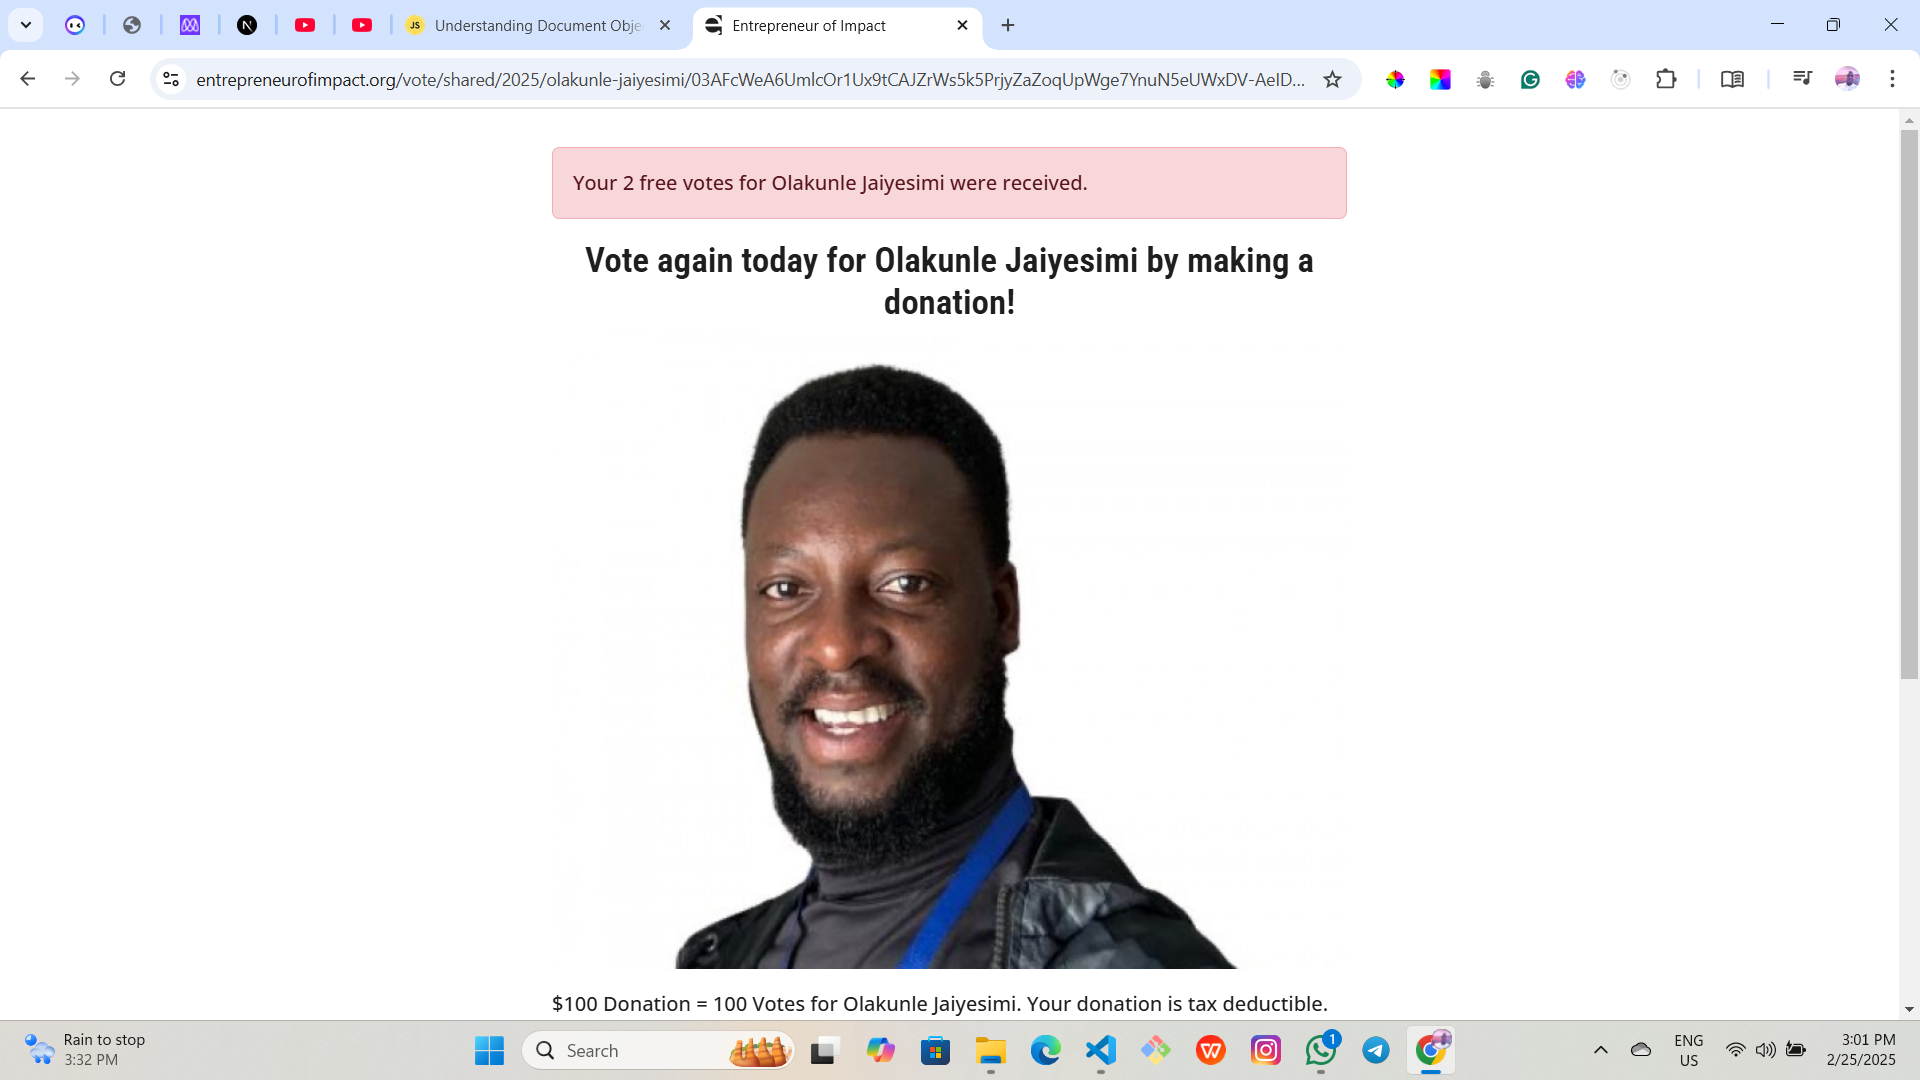 JS Understanding Document Obje
Entrepreneur of Impact
entrepreneurofimpact.org/vote/shared/2025/olakunle-jaiyesimi/03AFcWeA6UmlcOr1Ux9tCAJZrWs5k5PrjyZaZoqUpWge7YnuN5eUWxDV-AeID...
Your 2 free votes for Olakunle Jaiyesimi were received.
Vote again today for Olakunle Jaiyesimi by making a
donation!
$100 Donation = 100 Votes for Olakunle Jaiyesimi. Your donation is tax deductible.
Rain to stop
3:32 PM
Search
1
ENG
US
3:01 PM
2/25/2025